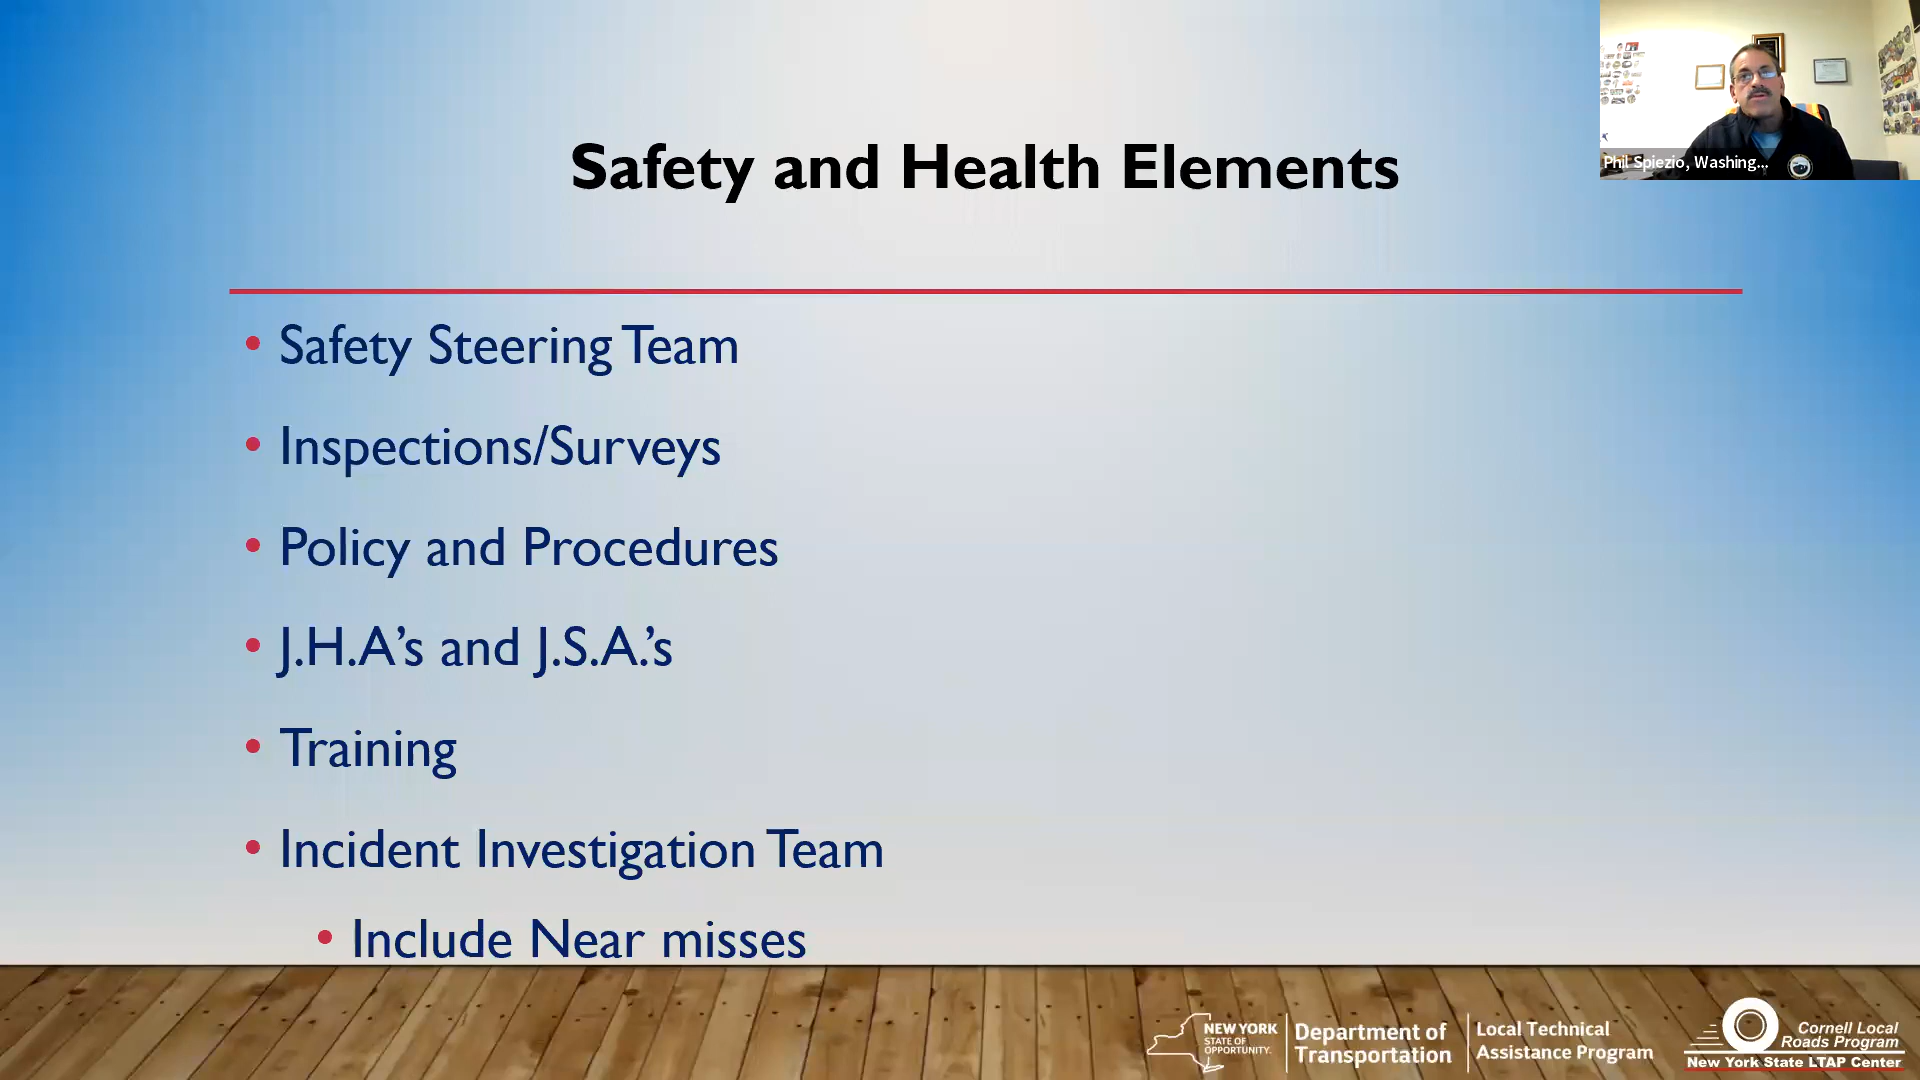 Safety and Health Elements
Phil Spiezio, Washing...
• Safety Steering Team
• Inspections/Surveys
• Policy and Procedures
• J.H.A’s and J.S.A.’s
• Training
• Incident Investigation Team
• Include Near misses
NEW YORK
STATE OF
OPPORTUNITY.
Department of
Transportation
Local Technical
Assistance Program
Cornell Local
Roads Program
New York State LTAP Center